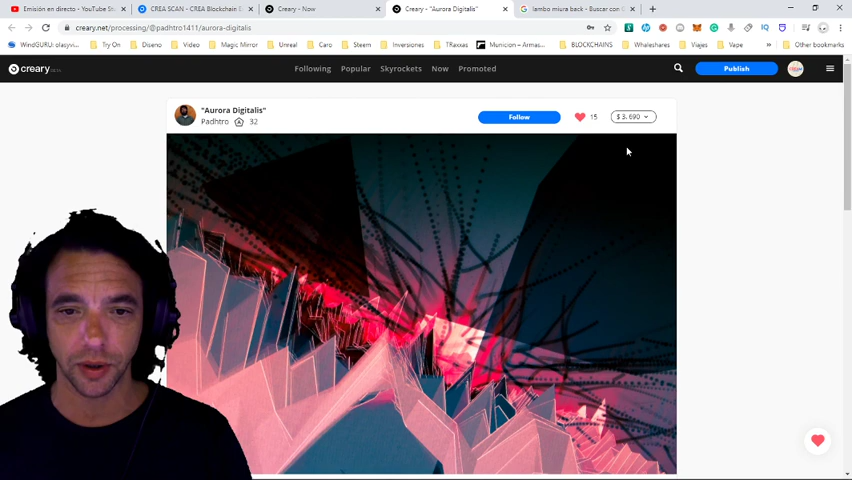 Emisión en directo - YouTube St
CREA SCAN - CREA Blockchain E
Creary - Now
Creary - "Aurora Digitalis"
lambo miura back - Buscar con G
creary.net/processing/@padhtro1411/aurora-digitalis
WindGURU: olasyvi...
Try On
Diseno
Video
Magic Mirror
Unreal
Caro
Steem
Inversiones
TRaxxas
Municion – Armas...
BLOCKCHAINS
Whaleshares
Viajes
Vape
»
Other bookmarks
creary
Following
Popular
Skyrockets
Now
Promoted
Publish
"Aurora Digitalis"
Padhtro
32
Follow
15
$ 3.690